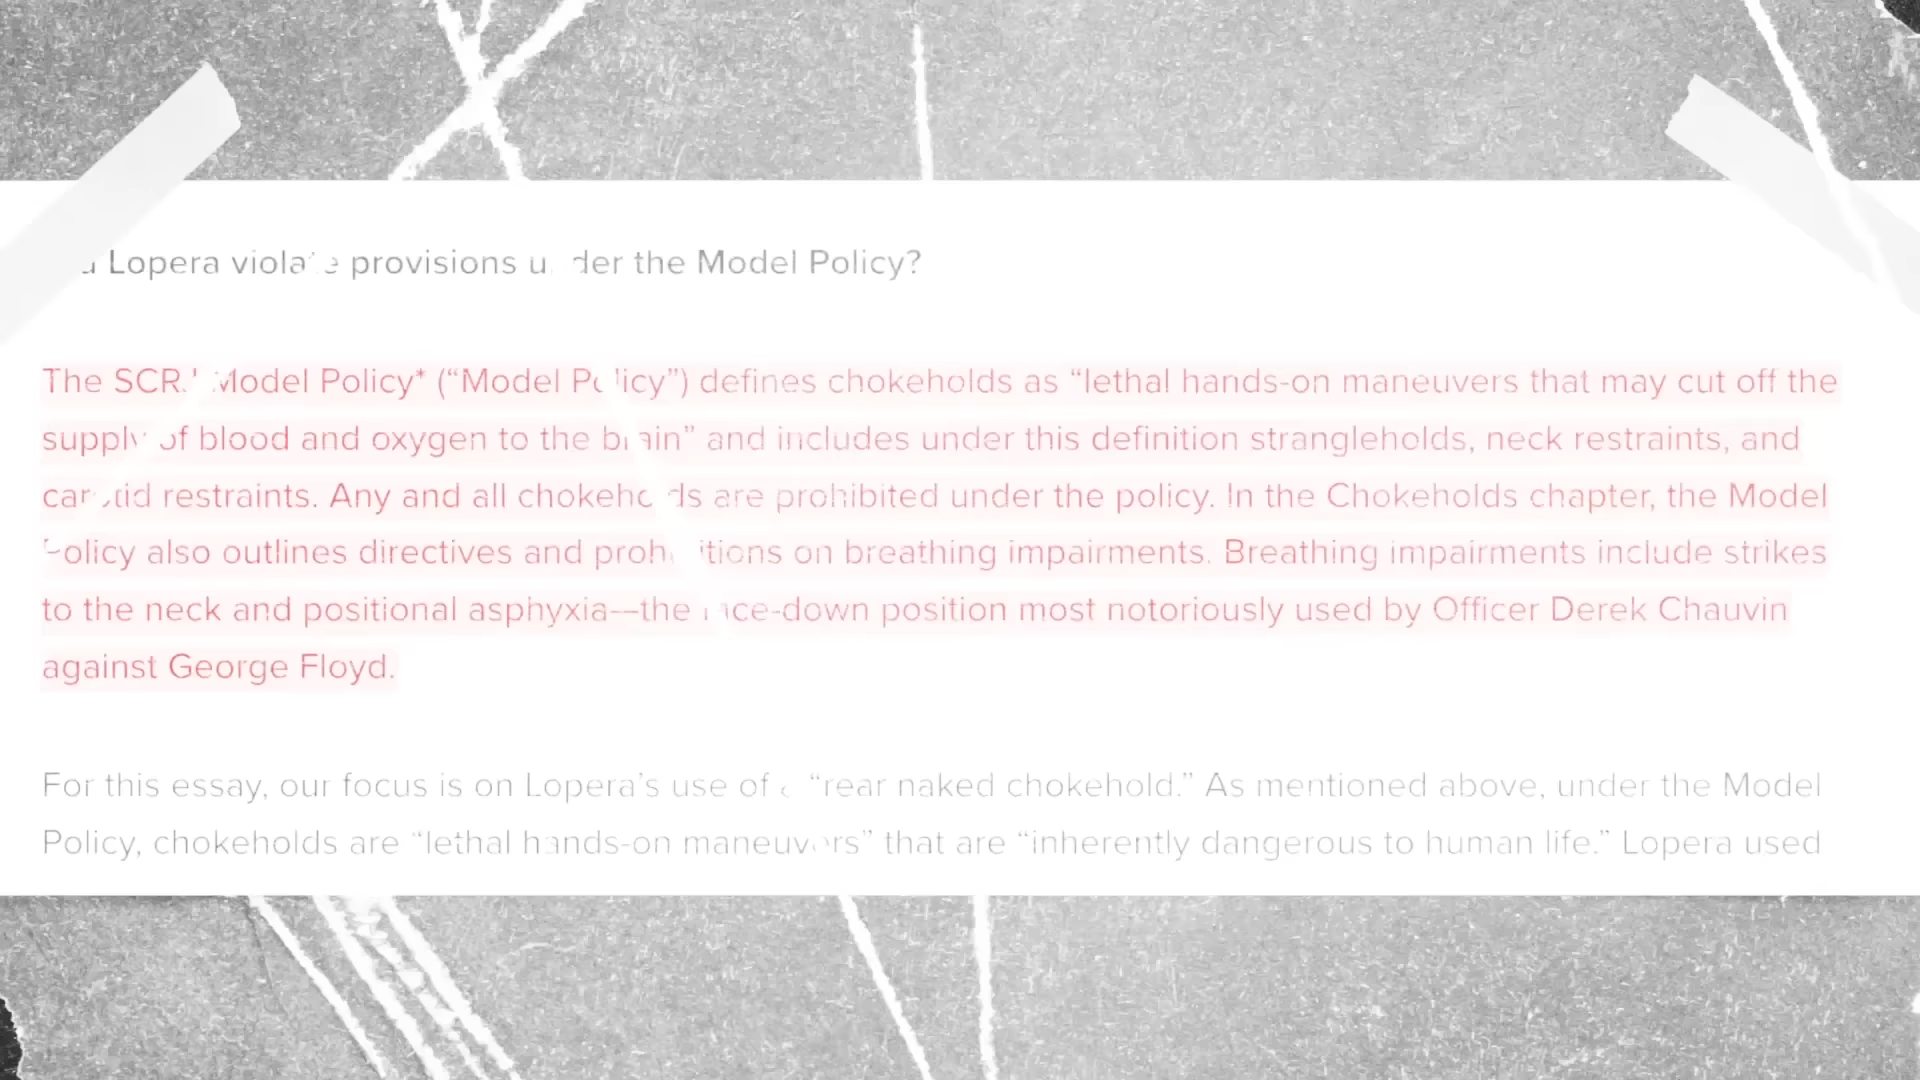 Lopera violate provisions under the Model Policy?
The Model Policy* (“Model Policy”) defines chokeholds as “lethal hands-on maneuvers that may cut off the
supply of blood and oxygen to the brain” and includes under this definition strangleholds, neck restraints, and
carotid restraints. Any and all chokeholds are prohibited under the policy. In the Chokeholds chapter, the Model
Policy also outlines directives and prohibitions on breathing impairments. Breathing impairments include strikes
to the neck and positional asphyxia—the face-down position most notoriously used by Officer Derek Chauvin
against George Floyd.
For this essay, our focus is on Lopera’s use of a “rear naked chokehold.” As mentioned above, under the Model
Policy, chokeholds are “lethal hands-on maneuvers” that are “inherently dangerous to human life.” Lopera used